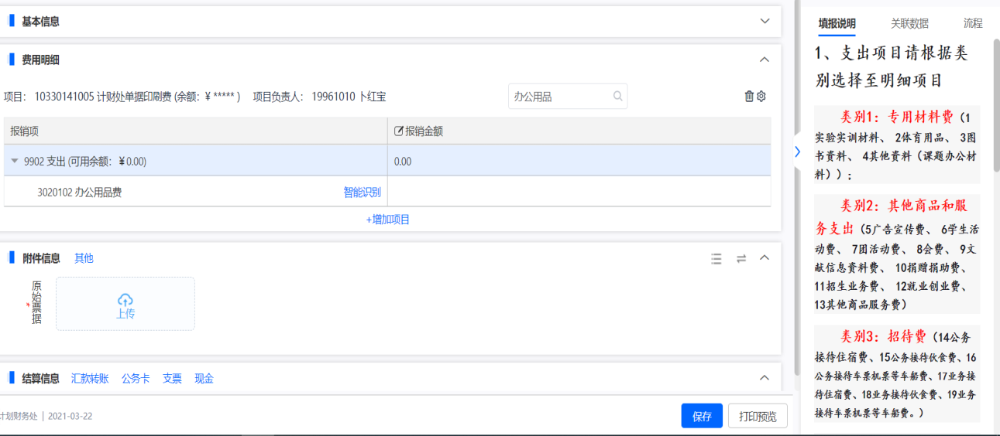 基本信息
费用明细
项目： 10330141005 计财处单据印刷费 (余额：¥ ***** ) 项目负责人： 19961010 卜红宝 办公用品
报销项 报销金额
9902 支出 (可用余额：¥0.00) 0.00
3020102 办公用品费 智能识别
+增加项目
附件信息 其他
*原始票据
上传
结算信息 汇款转账 公务卡 支票 现金
计划财务处 | 2021-03-22 保存 打印预览
填报说明 关联数据 流程
1、支出项目请根据类
别选择至明细项目
类别1：专用材料费（1
实验实训材料、 2体育用品、 3图
书资料、 4其他资料（课题办公材
料））；
类别2：其他商品和服
务支出（5广告宣传费、 6学生活
动费、 7团活动费、 8会费、 9文
献信息资料费、 10捐赠捐助费、
11招生业务费、 12就业创业费、
13其他商品服务费）
类别3：招待费（14公务
接待住宿费、15公务接待伙食费、16
公务接待车票机票等车船费、17业务接
待住宿费、18业务接待伙食费、19业务
接待车票机票等车船费。）